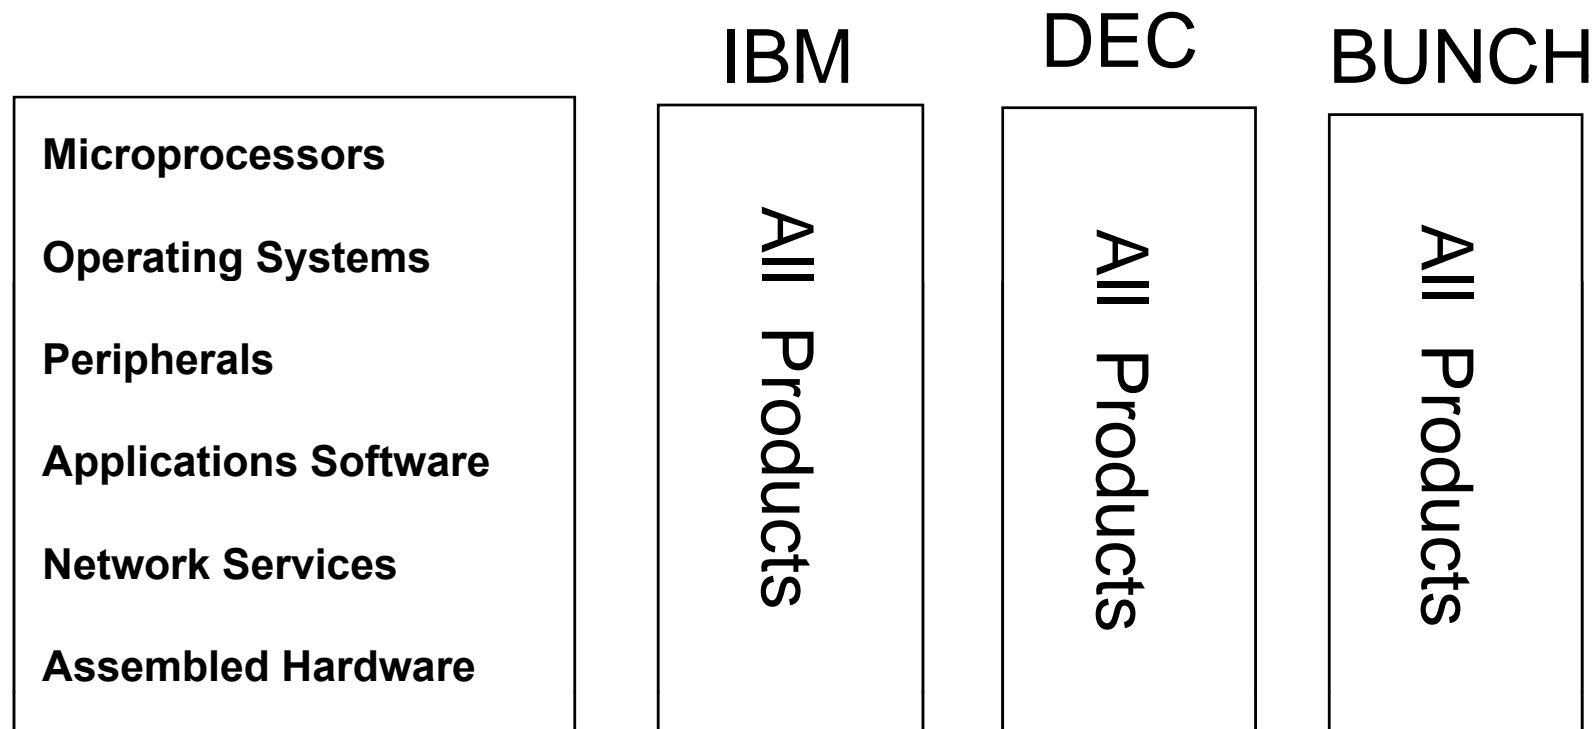 IBM
DEC
BUNCH
Microprocessors
Operating Systems
Peripherals
Applications Software
Network Services
Assembled Hardware
All Products
All Products
All Products